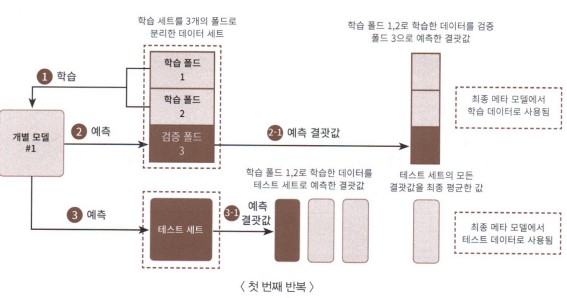 학습 세트를 3개의 폴드로
분리한 데이터 세트
학습 폴드 1,2로 학습한 데이터를 검증
폴드 3으로 예측한 결괏값
1 학습
학습 폴드
1
학습 폴드
2
검증 폴드
3
개별 모델
#1
2 예측
2-1 예측 결괏값
최종 메타 모델에서
학습 데이터로 사용됨
학습 폴드 1,2로 학습한 데이터를
테스트 세트로 예측한 결괏값
테스트 세트의 모든
결괏값을 최종 평균한 값
3 예측
테스트 세트
3-1 예측
결괏값
최종 메타 모델에서
테스트 데이터로 사용됨
〈 첫 번째 반복 〉